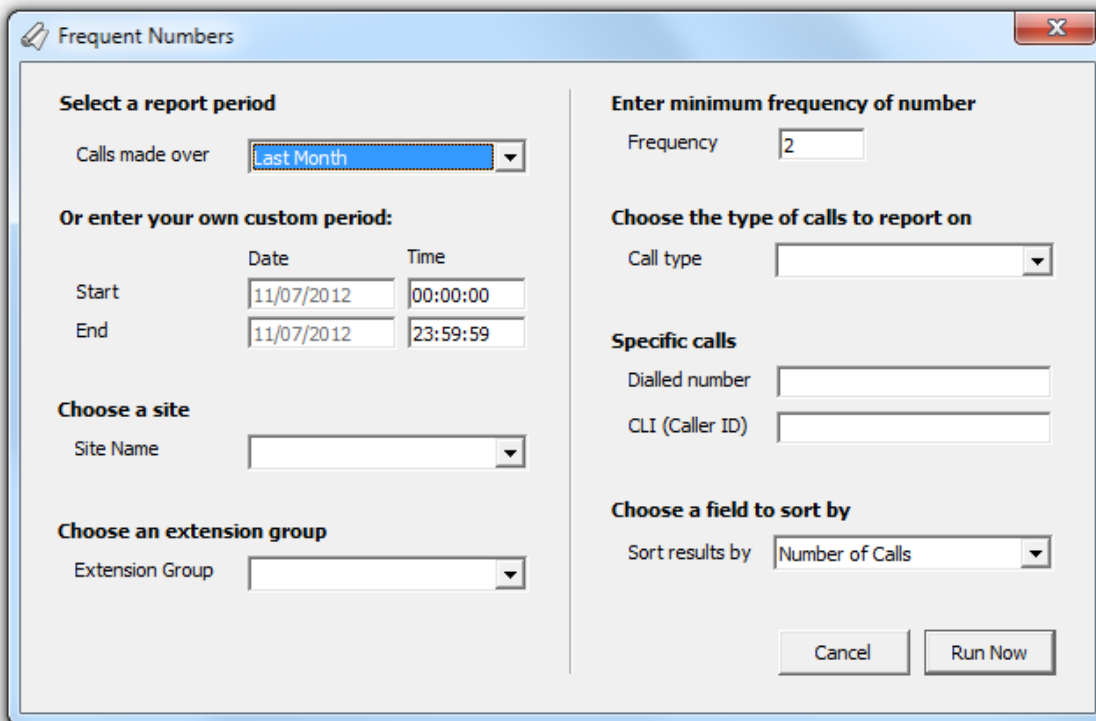 Frequent Numbers
Select a report period
Calls made over Last Month
Or enter your own custom period:
Date Time
Start 11/07/2012 00:00:00
End 11/07/2012 23:59:59
Choose a site
Site Name
Choose an extension group
Extension Group
Enter minimum frequency of number
Frequency 2
Choose the type of calls to report on
Call type
Specific calls
Dialled number
CLI (Caller ID)
Choose a field to sort by
Sort results by Number of Calls
Cancel Run Now